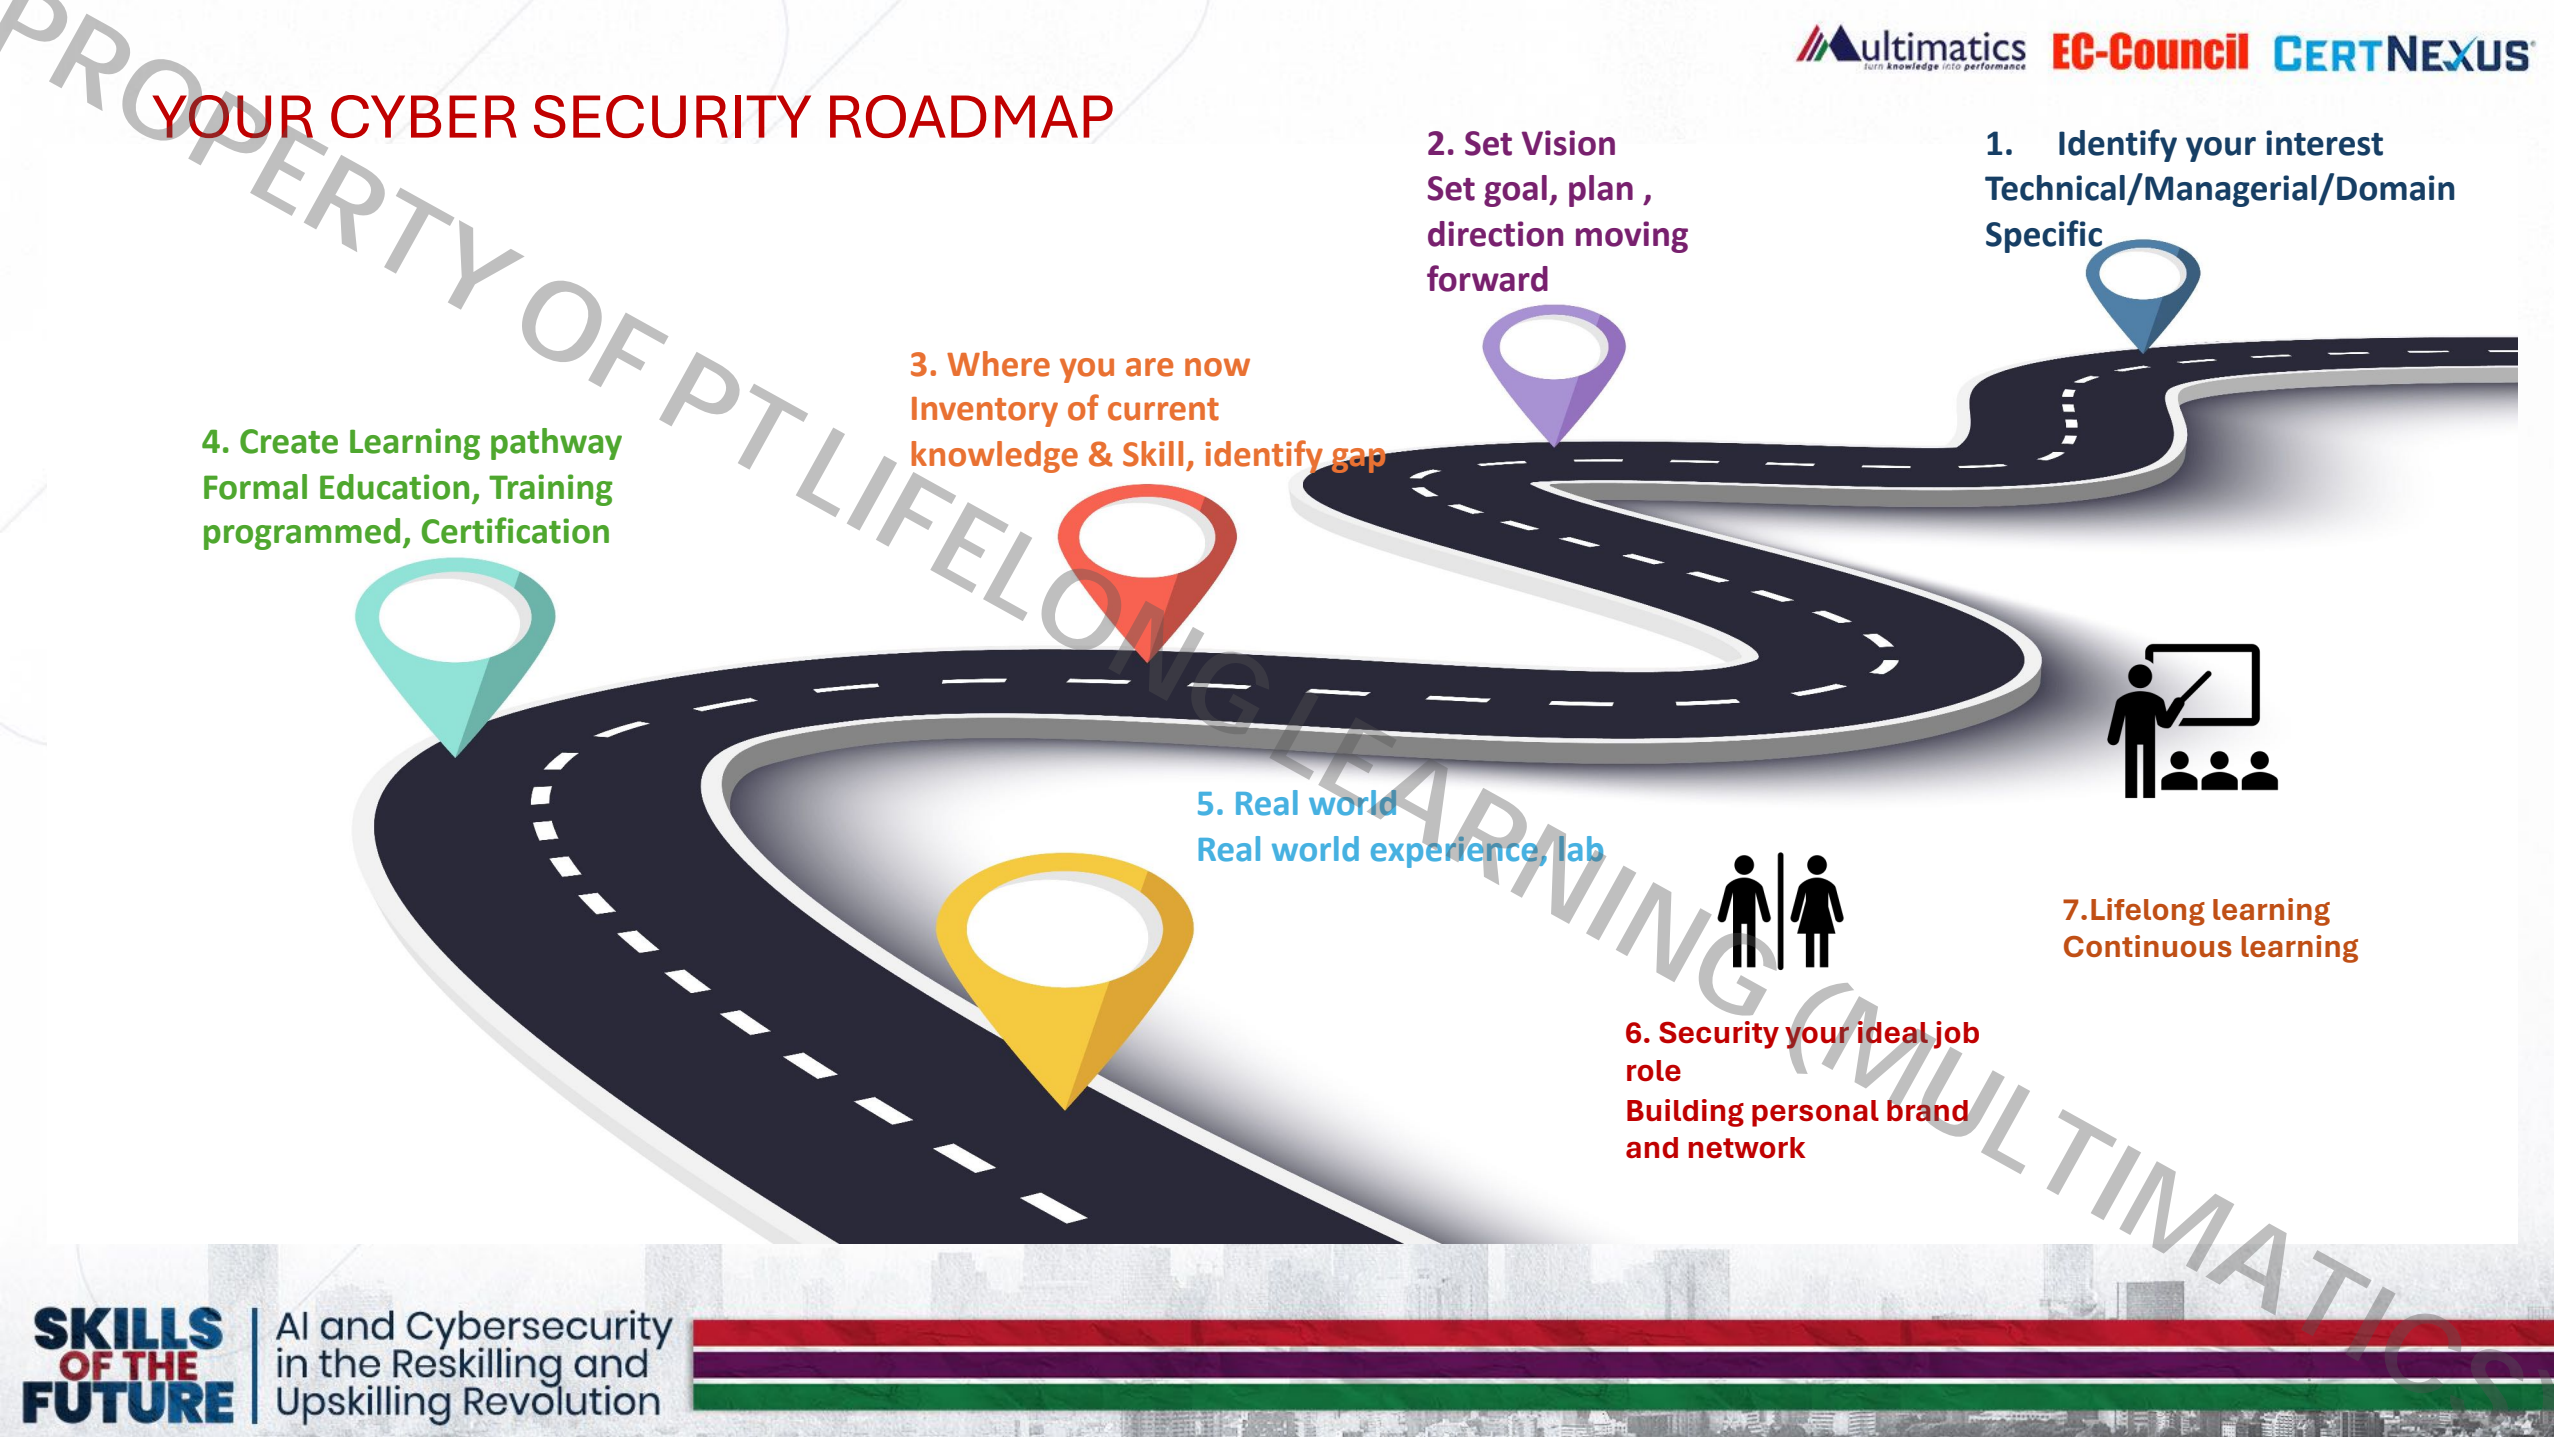 Multimatics
turn knowledge into performance
EC-Council
CERTNEXUS
YOUR CYBER SECURITY ROADMAP
1. Identify your interest
Technical/Managerial/Domain
Specific
2. Set Vision
Set goal, plan ,
direction moving
forward
3. Where you are now
Inventory of current
knowledge & Skill, identify gap
4. Create Learning pathway
Formal Education, Training
programmed, Certification
5. Real world
Real world experience, lab
6. Security your ideal job
role
Building personal brand
and network
7.Lifelong learning
Continuous learning
PROPERTY OF PT LIFELONG LEARNING (MULTIMATICS)
SKILLS
OF THE
FUTURE
AI and Cybersecurity
in the Reskilling and
Upskilling Revolution